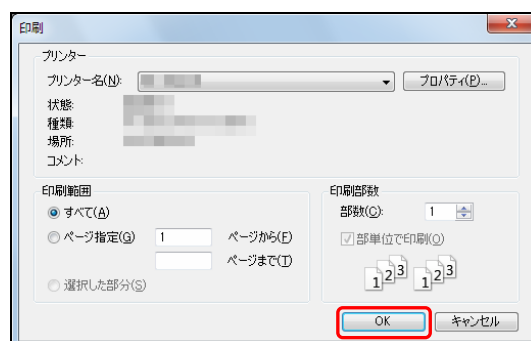 印刷
プリンター
プリンター名(N):
プロパティ(P)...
状態:
種類:
場所:
コメント:
印刷範囲
すべて(A)
ページ指定(G) 1 ページから(F)
ページまで(T)
選択した部分(S)
印刷部数
部数(C): 1
部単位で印刷(O)
1 2 3 1 2 3
OK キャンセル